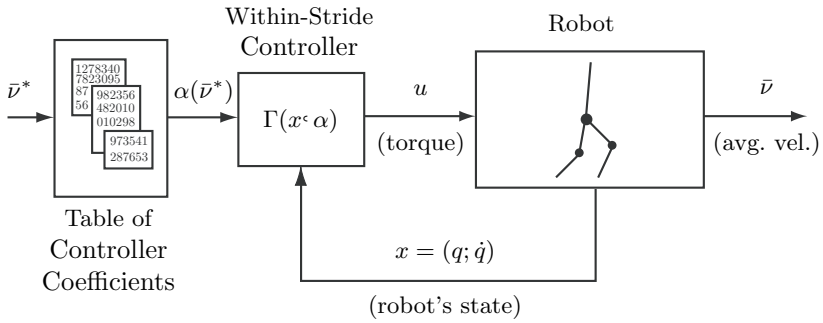 Within-Stride
Controller
Robot
ν̄*
1278340
7823095
87
56
982356
482010
010298
973541
287653
α(ν̄*)
Γ(x‘ α)
u
(torque)
ν̄
(avg. vel.)
Table of
Controller
Coefficients
x = (q; q̇)
(robot's state)